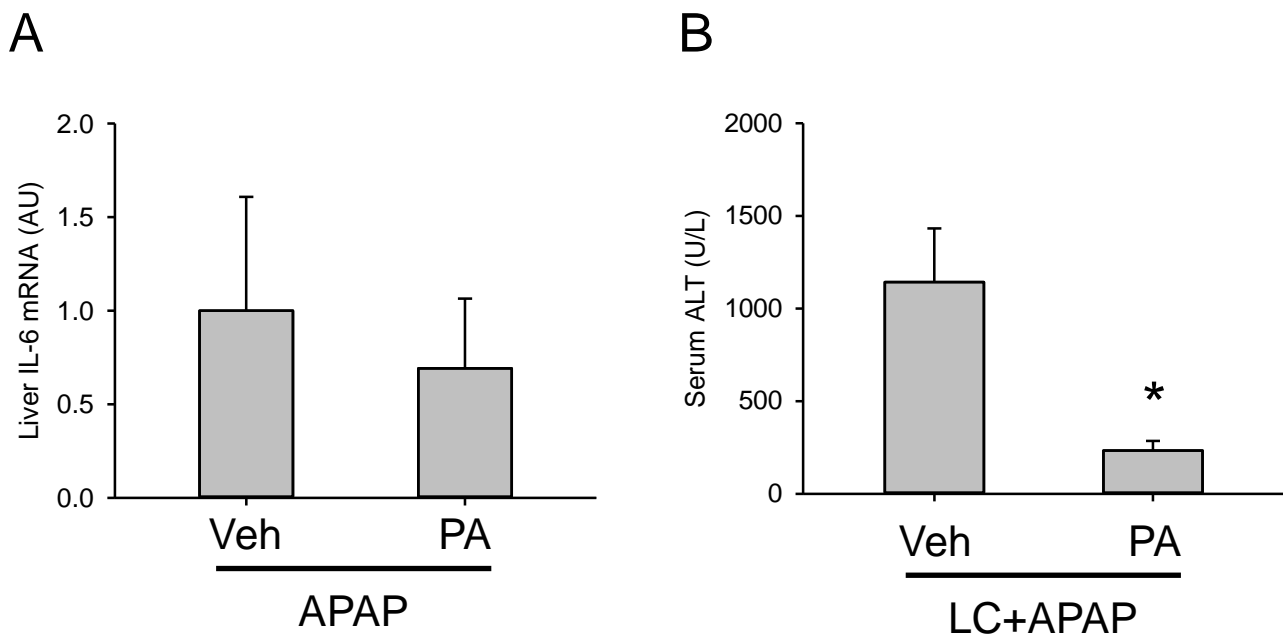 A
Liver IL-6 mRNA (AU)
2.0
1.5
1.0
0.5
0.0
Veh PA
APAP
B
Serum ALT (U/L)
2000
1500
1000
500
0
*
Veh PA
LC+APAP